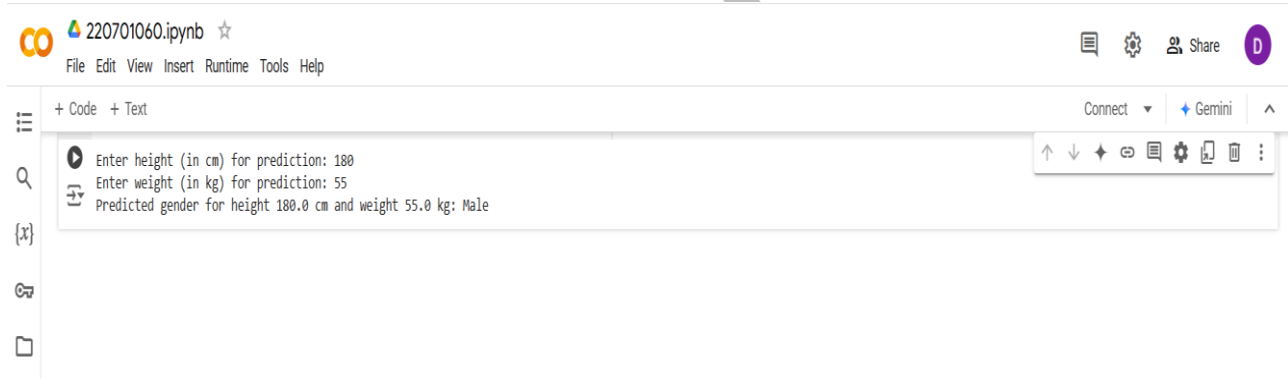 CO 220701060.ipynb
File Edit View Insert Runtime Tools Help
Share
D
+ Code + Text
Connect
Gemini
Enter height (in cm) for prediction: 180
Enter weight (in kg) for prediction: 55
Predicted gender for height 180.0 cm and weight 55.0 kg: Male
{x}